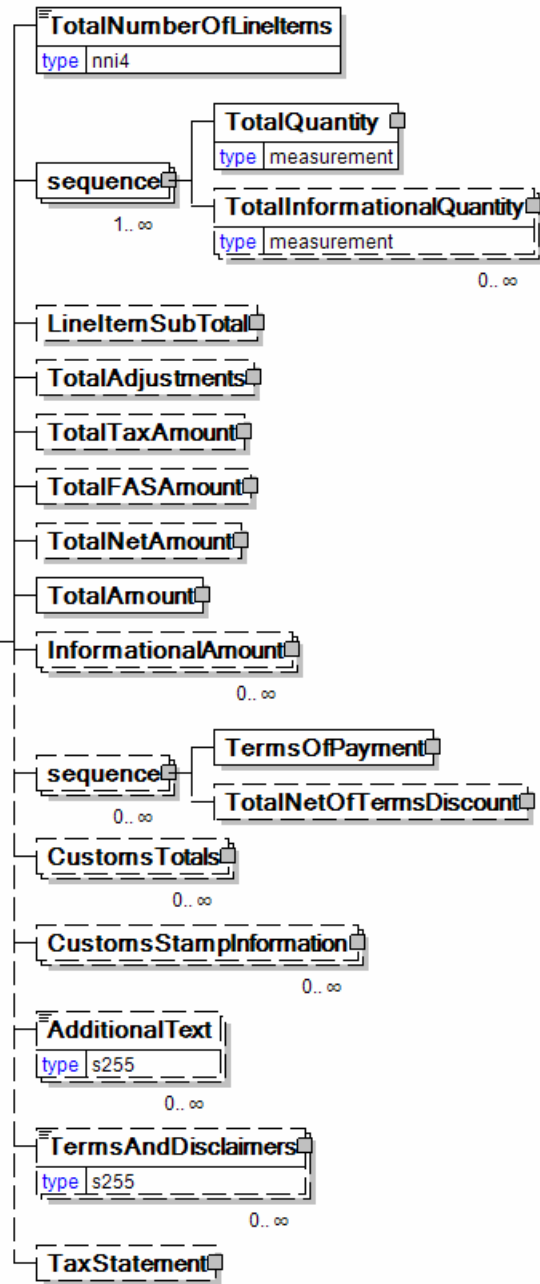 TotalNumberOfLineItems
type nni4
TotalQuantity
type measurement
sequence
1.. ∞
TotalInformationalQuantity
type measurement
0.. ∞
LineItemSubTotal
TotalAdjustments
TotalTaxAmount
TotalFASAmount
TotalNetAmount
TotalAmount
InformationalAmount
0.. ∞
TermsOfPayment
sequence
0.. ∞
TotalNetOfTermsDiscount
CustomsTotals
0.. ∞
CustomsStampInformation
0.. ∞
AdditionalText
type s255
0.. ∞
TermsAndDisclaimers
type s255
0.. ∞
TaxStatement